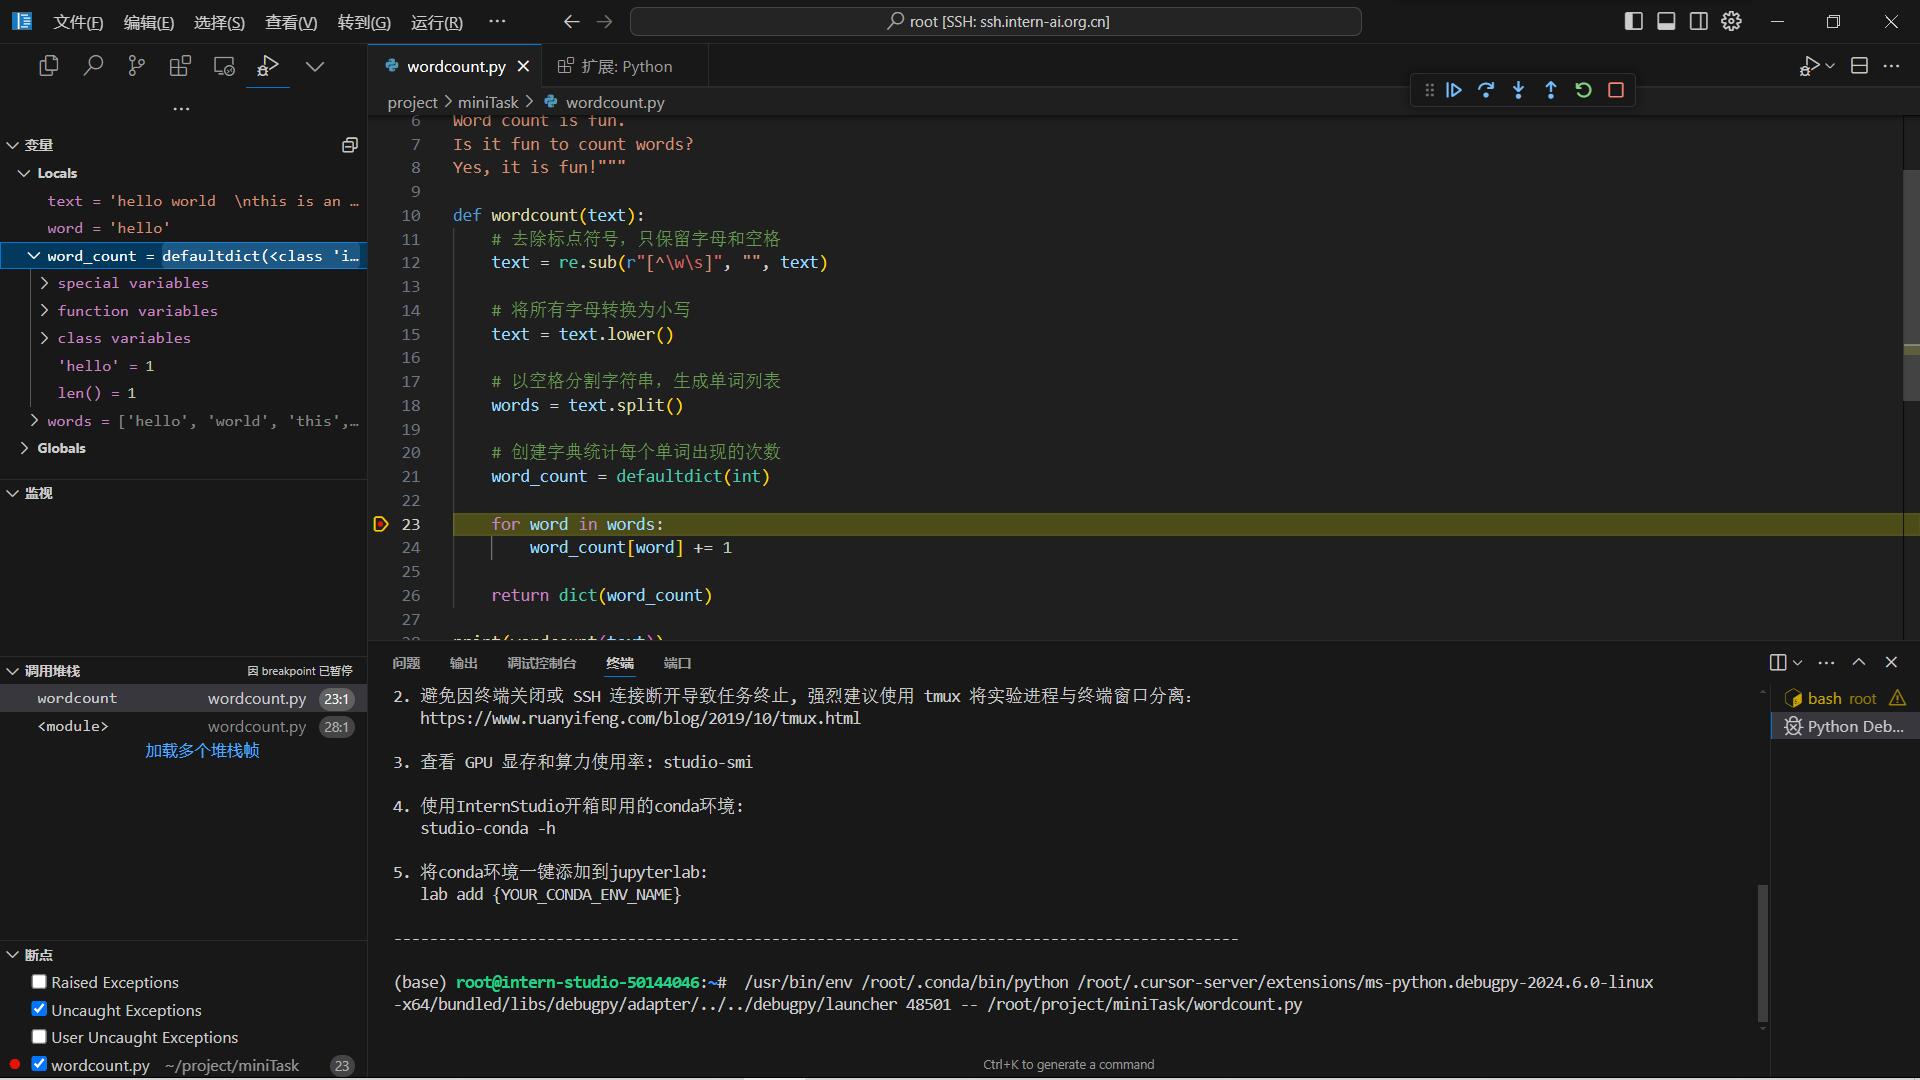 文件(F) 编辑(E) 选择(S) 查看(V) 转到(G) 运行(R) ···
root [SSH: ssh.intern-ai.org.cn]
wordcount.py
扩展: Python
project > miniTask > wordcount.py
变量
Locals
text = 'hello world  \nthis is an …
word = 'hello'
word_count = defaultdict(<class 'i…
special variables
function variables
class variables
'hello' = 1
len() = 1
words = ['hello', 'world', 'this',…
Globals
监视
调用堆栈 因 breakpoint 已暂停
wordcount wordcount.py 23:1
<module> wordcount.py 28:1
加载多个堆栈帧
断点
Raised Exceptions
Uncaught Exceptions
User Uncaught Exceptions
wordcount.py ~/project/miniTask 23
6 Word count is fun.
7 Is it fun to count words?
8 Yes, it is fun!"""
9
10 def wordcount(text):
11     # 去除标点符号，只保留字母和空格
12     text = re.sub(r"[^\w\s]", "", text)
13
14     # 将所有字母转换为小写
15     text = text.lower()
16
17     # 以空格分割字符串，生成单词列表
18     words = text.split()
19
20     # 创建字典统计每个单词出现的次数
21     word_count = defaultdict(int)
22
23     for word in words:
24         word_count[word] += 1
25
26     return dict(word_count)
27
28 print(wordcount(text))
问题 输出 调试控制台 终端 端口
2. 避免因终端关闭或 SSH 连接断开导致任务终止, 强烈建议使用 tmux 将实验进程与终端窗口分离:
https://www.ruanyifeng.com/blog/2019/10/tmux.html
3. 查看 GPU 显存和算力使用率: studio-smi
4. 使用InternStudio开箱即用的conda环境:
studio-conda -h
5. 将conda环境一键添加到jupyterlab:
lab add {YOUR_CONDA_ENV_NAME}
----------------------------------------------------------------------------------------------
(base) root@intern-studio-50144046:~#  /usr/bin/env /root/.conda/bin/python /root/.cursor-server/extensions/ms-python.debugpy-2024.6.0-linux
-x64/bundled/libs/debugpy/adapter/../../debugpy/launcher 48501 -- /root/project/miniTask/wordcount.py
Ctrl+K to generate a command
bash root
Python Deb…